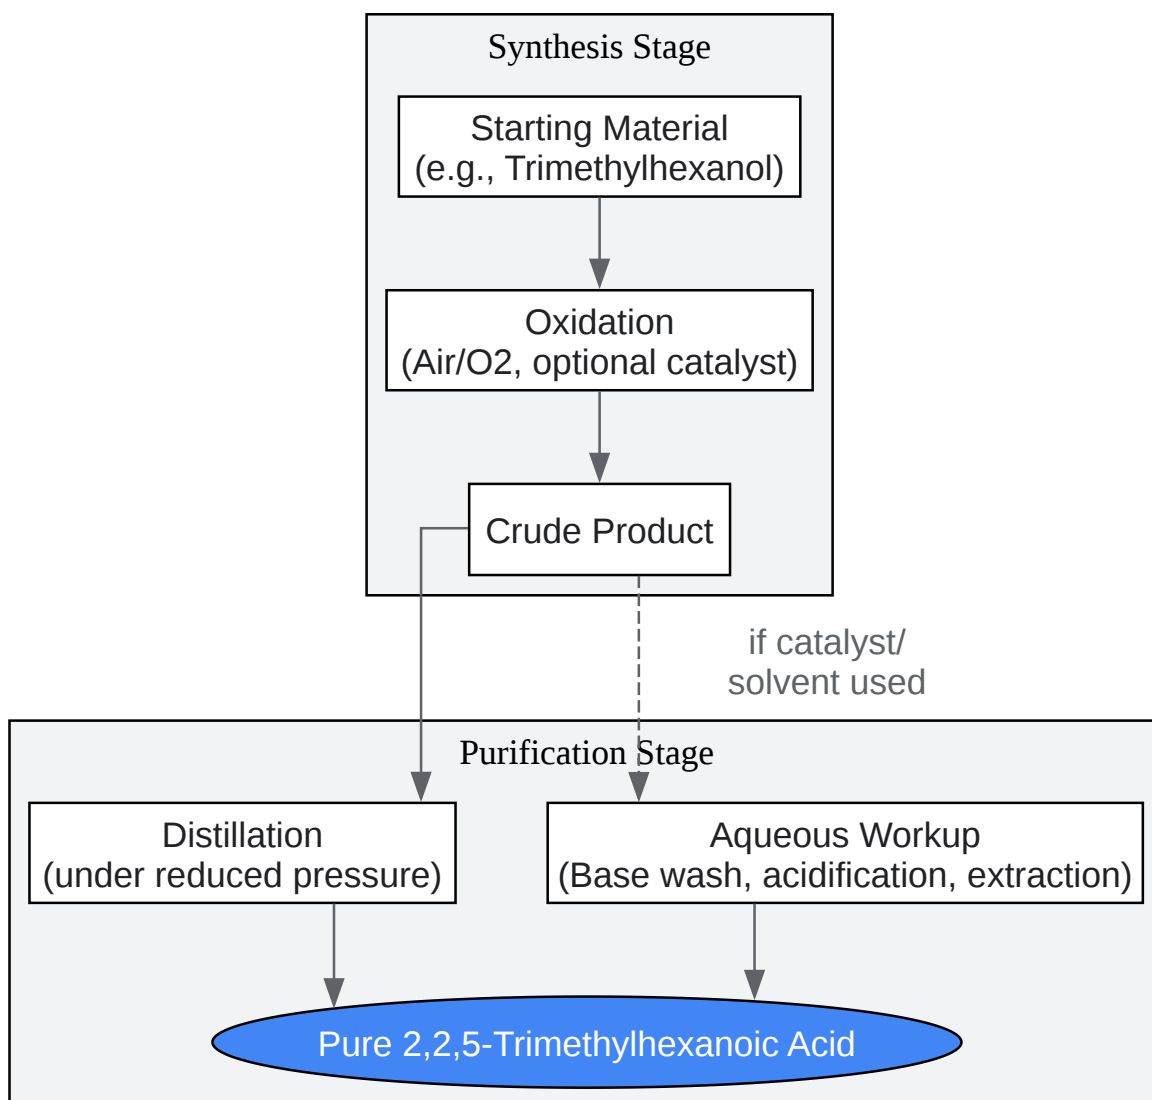 Synthesis Stage
Starting Material
(e.g., Trimethylhexanol)
Oxidation
(Air/O2, optional catalyst)
Crude Product
if catalyst/
solvent used
Purification Stage
Distillation
(under reduced pressure)
Aqueous Workup
(Base wash, acidification, extraction)
Pure 2,2,5-Trimethylhexanoic Acid